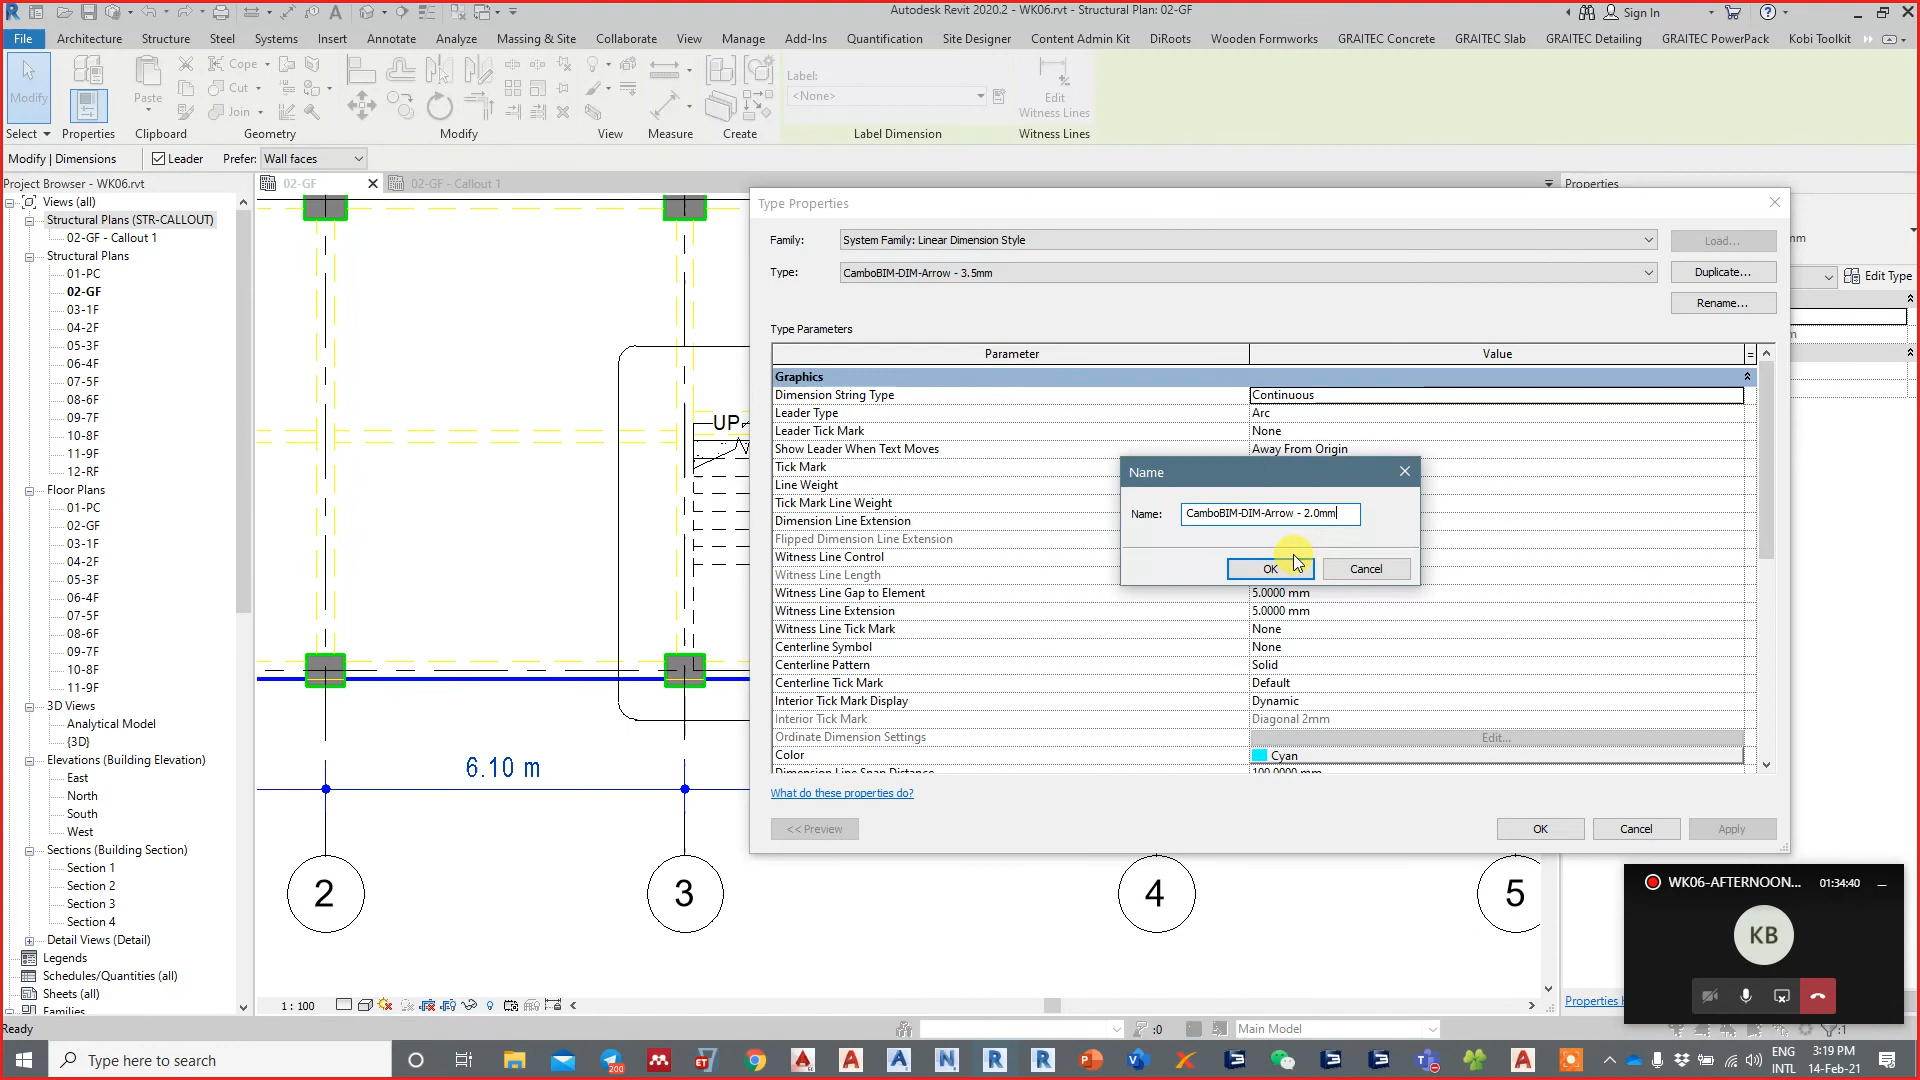 Autodesk Revit 2020.2 - WK06.rvt - Structural Plan: 02-GF
Sign In
File Architecture Structure Steel Systems Insert Annotate Analyze Massing & Site Collaborate View Manage Add-Ins Quantification Site Designer Content Admin Kit DiRoots Wooden Formworks GRAITEC Concrete GRAITEC Slab GRAITEC Detailing GRAITEC PowerPack Kobi Toolkit
Modify
Paste
Cope
Cut
Join
Label:
<None>
Edit
Witness Lines
Select Properties Clipboard Geometry Modify View Measure Create Label Dimension Witness Lines
Modify | Dimensions Leader Prefer: Wall faces
Project Browser - WK06.rvt
02-GF
02-GF - Callout 1
Properties
Views (all)
Structural Plans (STR-CALLOUT)
02-GF - Callout 1
Structural Plans
01-PC
02-GF
03-1F
04-2F
05-3F
06-4F
07-5F
08-6F
09-7F
10-8F
11-9F
12-RF
Floor Plans
01-PC
02-GF
03-1F
04-2F
05-3F
06-4F
07-5F
08-6F
09-7F
10-8F
11-9F
3D Views
Analytical Model
{3D}
Elevations (Building Elevation)
East
North
South
West
Sections (Building Section)
Section 1
Section 2
Section 3
Section 4
Detail Views (Detail)
Legends
Schedules/Quantities (all)
Sheets (all)
Families
UP
6.10 m
2
3
4
5
1 : 100
Type Properties
Family: System Family: Linear Dimension Style Load...
Type: CamboBIM-DIM-Arrow - 3.5mm Duplicate...
Rename...
Type Parameters
Parameter Value
Graphics
Dimension String Type Continuous
Leader Type Arc
Leader Tick Mark None
Show Leader When Text Moves Away From Origin
Tick Mark
Line Weight
Tick Mark Line Weight
Dimension Line Extension
Flipped Dimension Line Extension
Witness Line Control
Witness Line Length
Witness Line Gap to Element 5.0000 mm
Witness Line Extension 5.0000 mm
Witness Line Tick Mark None
Centerline Symbol None
Centerline Pattern Solid
Centerline Tick Mark Default
Interior Tick Mark Display Dynamic
Interior Tick Mark Diagonal 2mm
Ordinate Dimension Settings Edit...
Color Cyan
Dimension Line Snap Distance 100.0000 mm
What do these properties do?
<< Preview OK Cancel Apply
Name
Name: CamboBIM-DIM-Arrow - 2.0mm
OK Cancel
mm
Edit Type
Properties
WK06-AFTERNOON... 01:34:40
KB
Ready
:0
Main Model
:1
Type here to search
200
ENG
INTL
3:19 PM
14-Feb-21